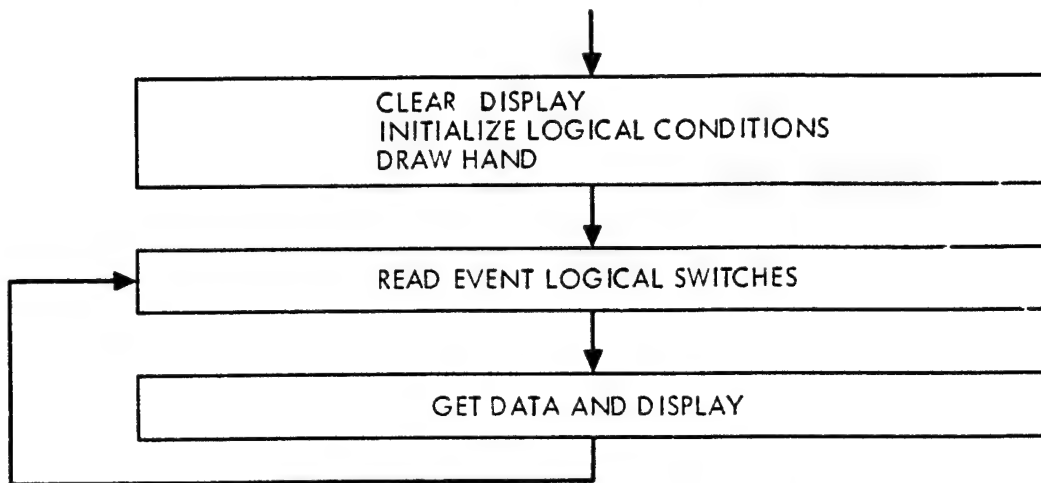 CLEAR DISPLAY
INITIALIZE LOGICAL CONDITIONS
DRAW HAND
READ EVENT LOGICAL SWITCHES
GET DATA AND DISPLAY